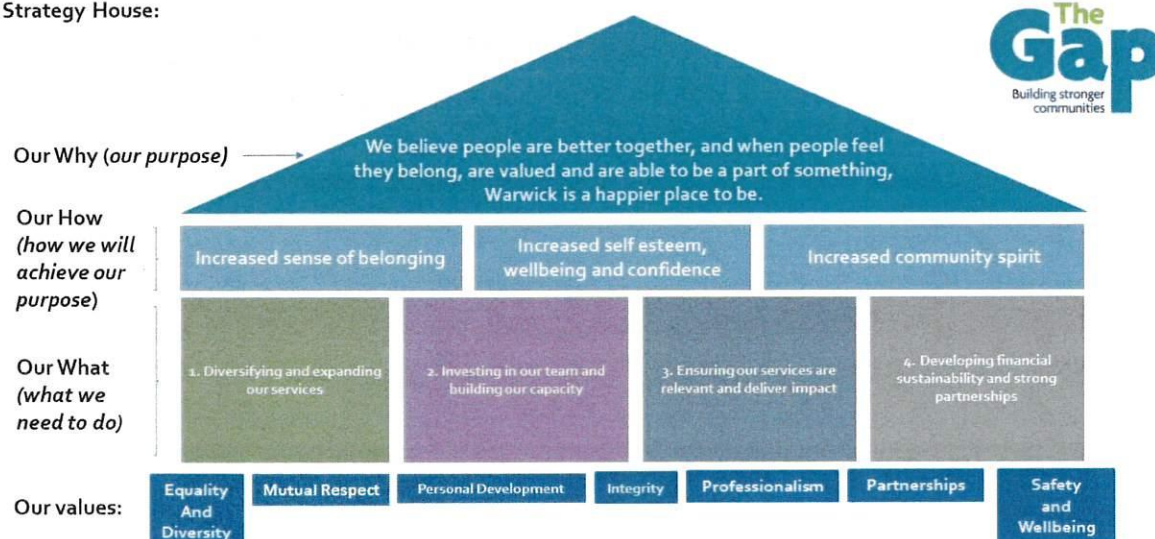 Strategy House:
The
Gap
Building stronger
communities
Our Why (our purpose)
We believe people are better together, and when people feel
they belong, are valued and are able to be a part of something,
Warwick is a happier place to be.
Our How
(how we will
achieve our
purpose)
Increased sense of belonging
Increased self esteem,
wellbeing and confidence
Increased community spirit
Our What
(what we
need to do)
1. Diversifying and expanding
our services
2. Investing in our team and
building our capacity
3. Ensuring our services are
relevant and deliver impact
4. Developing financial
sustainability and strong
partnerships
Our values:
Equality
And
Diversity
Mutual Respect
Personal Development
Integrity
Professionalism
Partnerships
Safety
and
Wellbeing